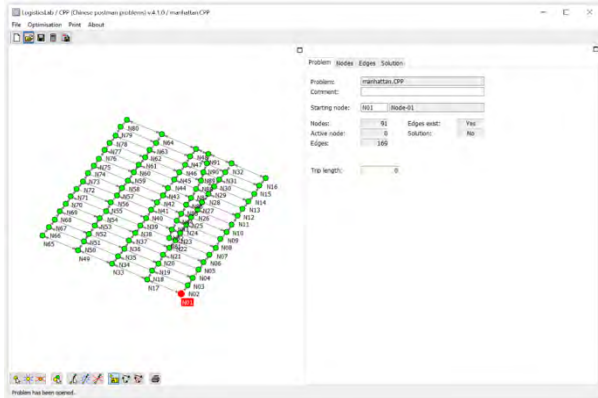 LogisticsLab / CPP (Chinese postman problems) v.4.1.0 / manhattan.CPP
File Optimisation Print About
Problem Nodes Edges Solution
Problem: manhattan.CPP
Comment:
Starting node: N01 Node-01
Nodes: 91 Edges exist: Yes
Active node: 0 Solution: No
Edges: 169
Trip length: 0
N80
N79
N78 N64
N77 N63
N76 N62
N75 N61
N74 N60
N73 N59
N72 N58
N71 N57
N70 N56
N69 N55
N68 N54
N67 N53
N66 N52
N65 N51
N50
N49
N48 N91
N47 N90 N32
N46 N31
N45 N30
N44 N29
N43 N28
N42 N27
N41 N26
N40 N25
N39 N24
N38 N23
N37 N22
N36 N21
N35 N20
N34 N19
N33 N18
N17
N16
N15
N14
N13
N12
N11
N10
N09
N08
N07
N06
N05
N04
N03
N02
N01
Problem has been opened.